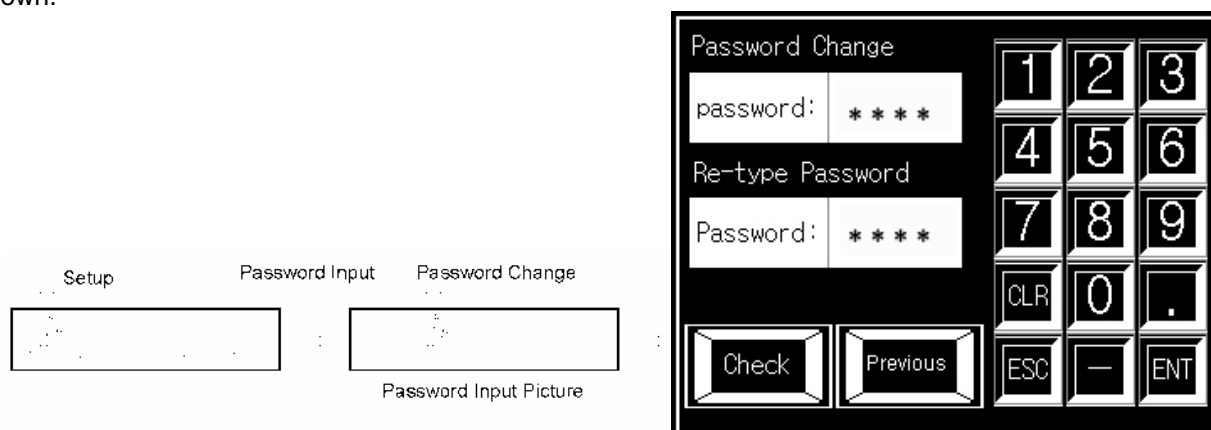 own.
Setup
Password Input
Password Change
:
:
Password Input Picture
Password Change
password: ****
Re-type Password
Password: ****
Check
Previous
1 2 3
4 5 6
7 8 9
CLR 0 .
ESC - ENT